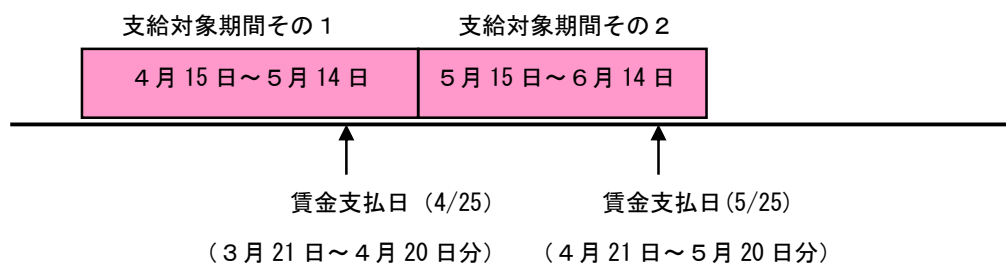 支給対象期間その１　支給対象期間その２
４月 15 日～５月 14 日　５月 15 日～６月 14 日
賃金支払日（4/25）　賃金支払日(5/25)
（３月 21 日～４月 20 日分）　（４月 21 日～５月 20 日分）